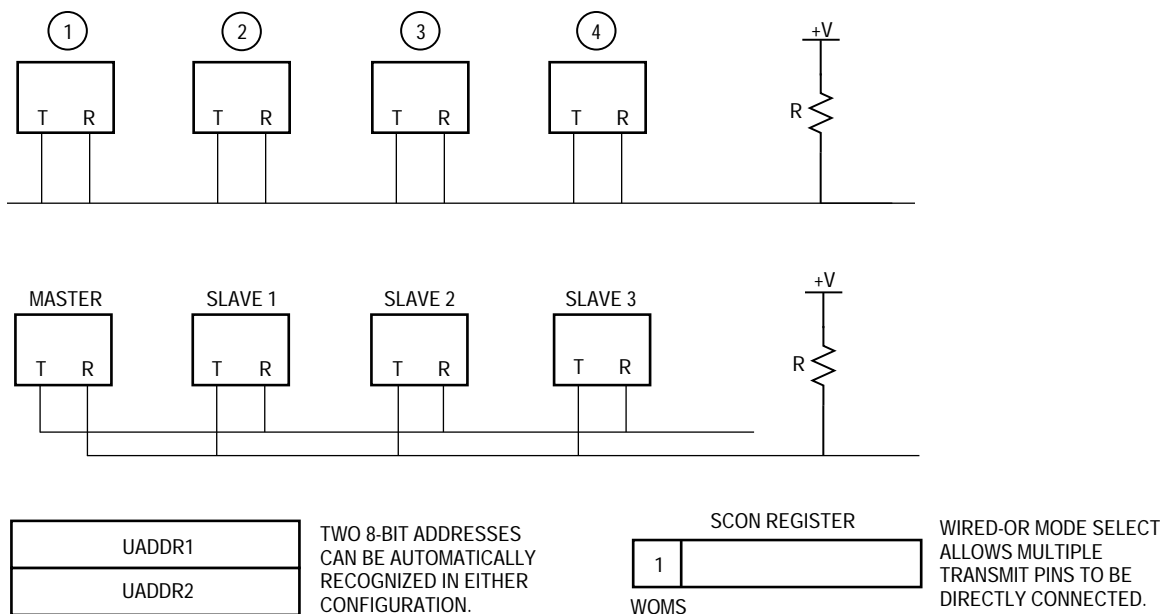 1 2 3 4
+V
T R T R T R T R R
MASTER SLAVE 1 SLAVE 2 SLAVE 3
+V
T R T R T R T R R
UADDR1
UADDR2
TWO 8-BIT ADDRESSES
CAN BE AUTOMATICALLY
RECOGNIZED IN EITHER
CONFIGURATION.
SCON REGISTER
1
WOMS
WIRED-OR MODE SELECT
ALLOWS MULTIPLE
TRANSMIT PINS TO BE
DIRECTLY CONNECTED.